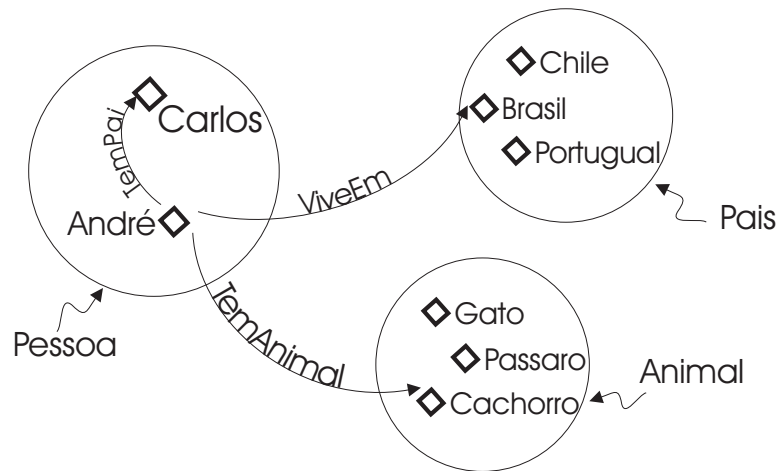 Chile
Carlos
Brasil
TemPai
Portugual
ViveEm
André
Pais
TemAnimal
Gato
Pessoa
Passaro
Animal
Cachorro